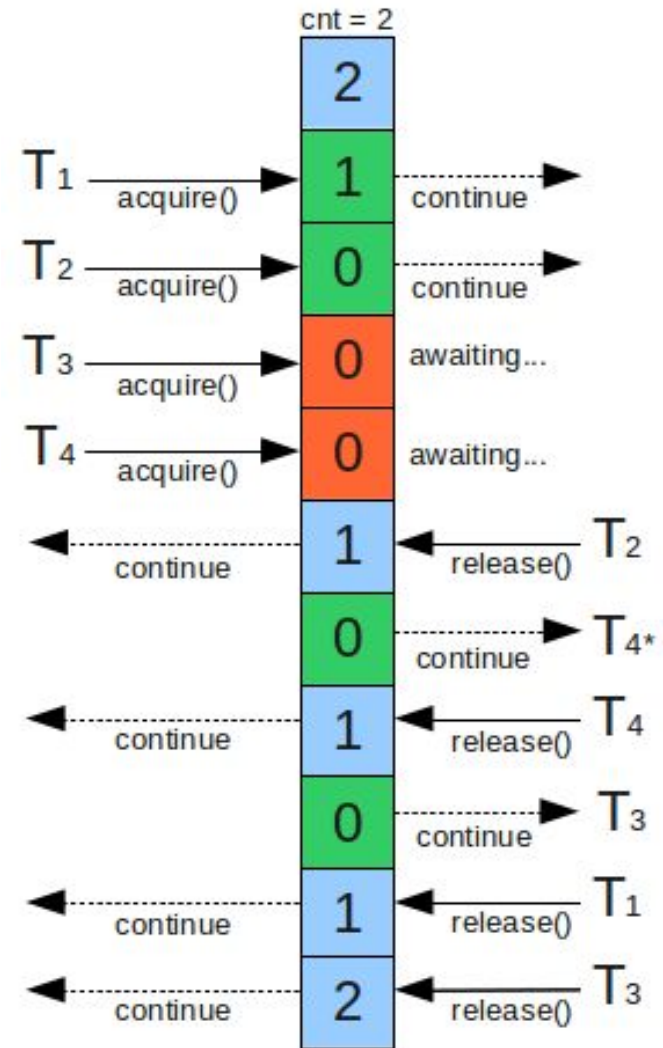 cnt = 2
2
T1 acquire() 1 continue
T2 acquire() 0 continue
T3 acquire() 0 awaiting...
T4 acquire() 0 awaiting...
continue 1 release() T2
0 continue T4*
continue 1 release() T4
0 continue T3
continue 1 release() T1
continue 2 release() T3